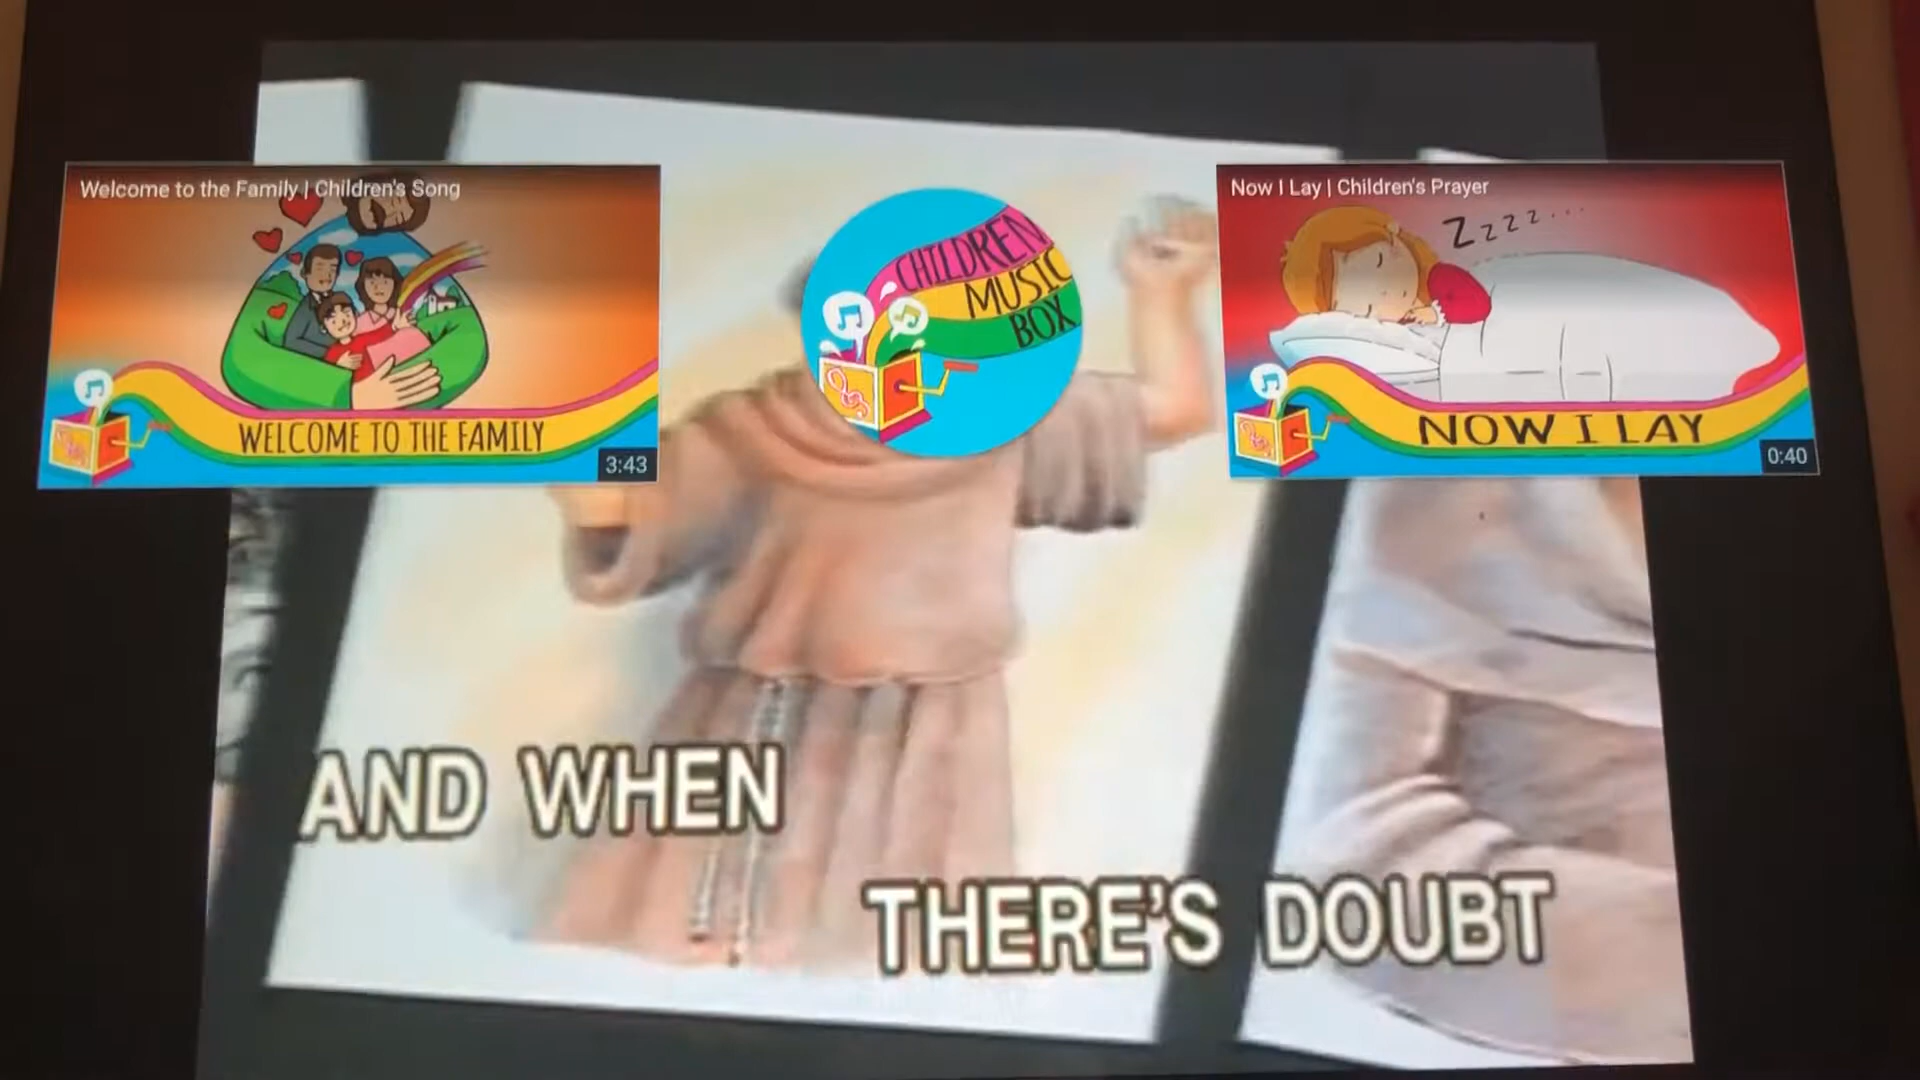 Welcome to the Family | Children's Song
WELCOME TO THE FAMILY
3:43
CHILDREN
MUSIC
BOX
Now I Lay | Children's Prayer
Zzzzz...
NOW I LAY
0:40
AND WHEN
THERE'S DOUBT